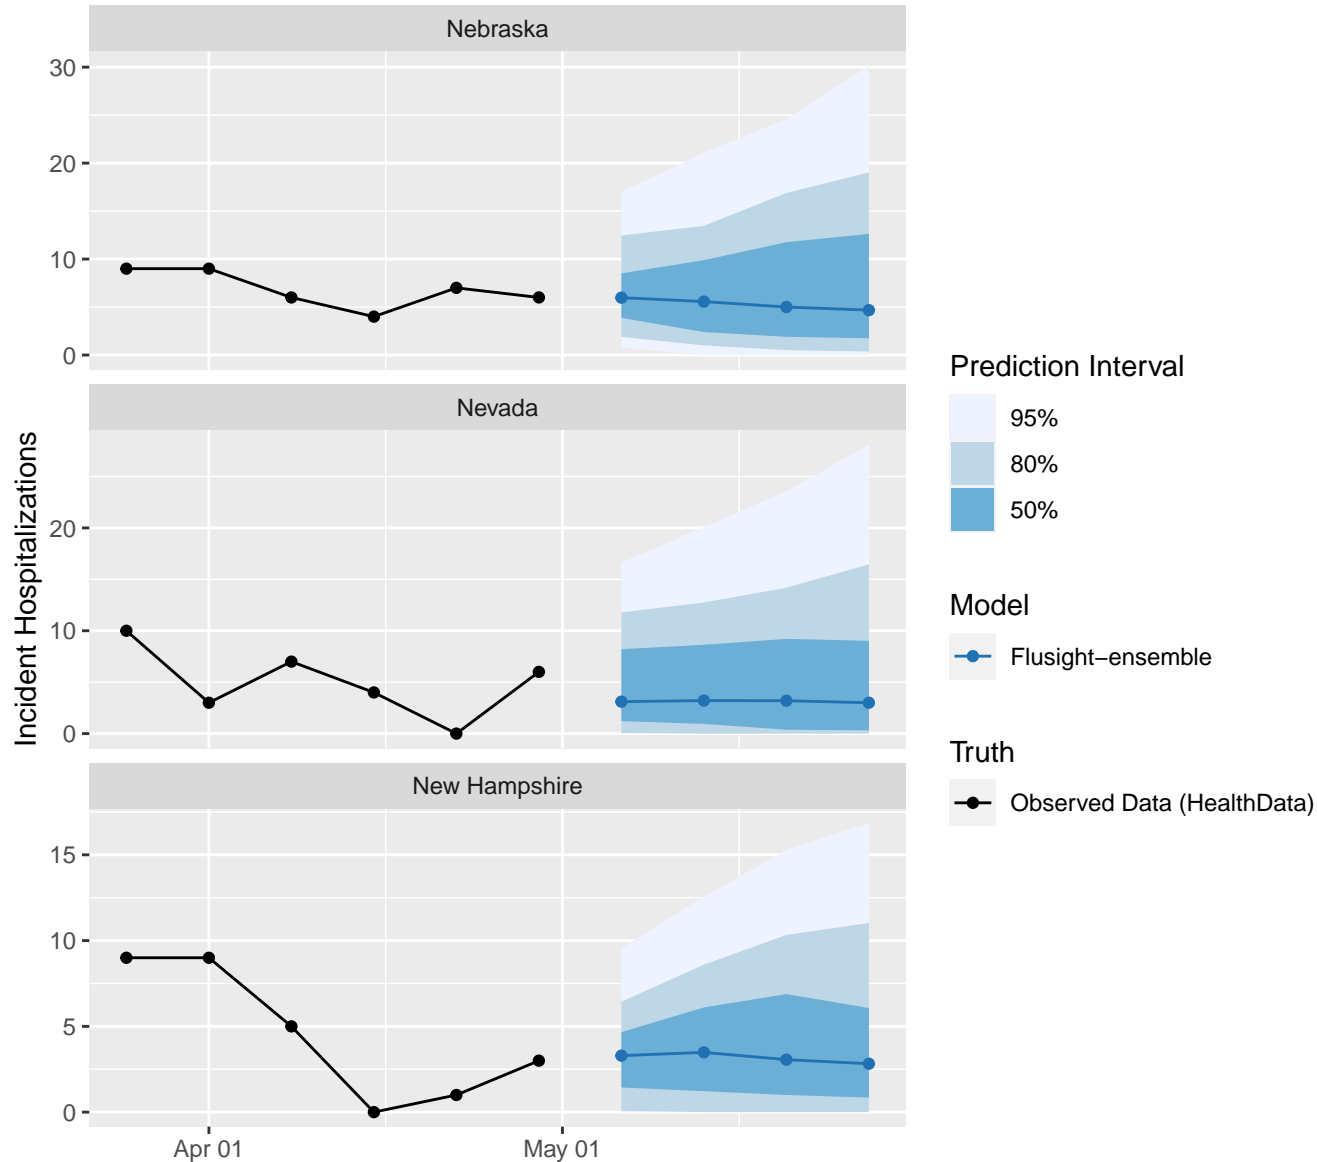 Nebraska
30
20
10
0
Nevada
20
10
0
New Hampshire
15
10
5
0
Apr 01
May 01
Incident Hospitalizations
Prediction Interval
95%
80%
50%
Model
Flusight−ensemble
Truth
Observed Data (HealthData)